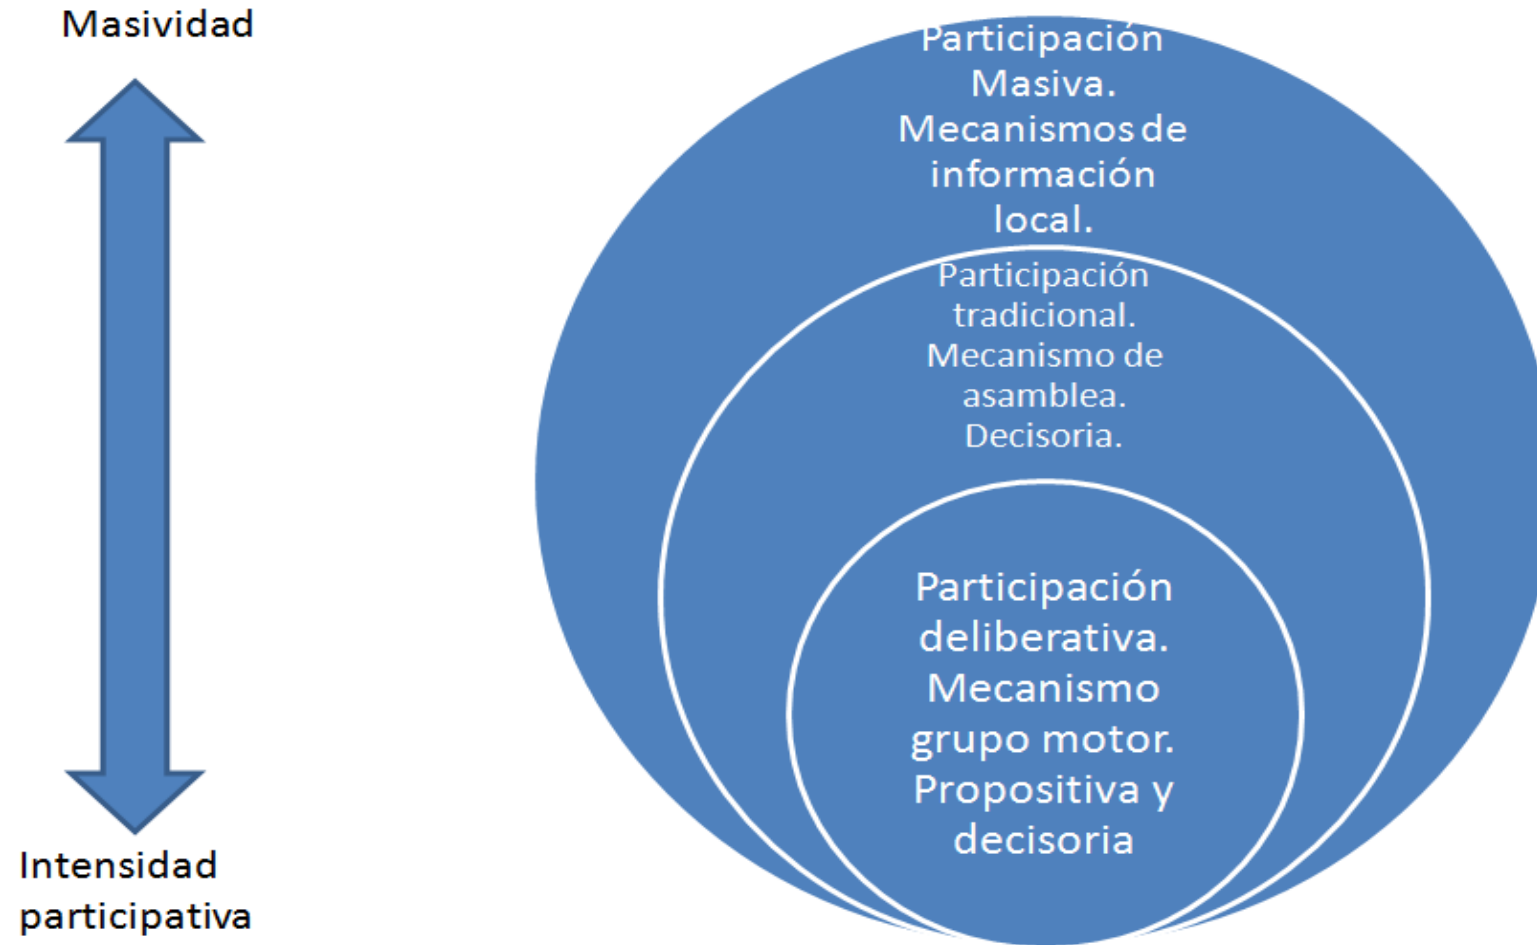 Masividad
Intensidad
participativa
Participación
Masiva.
Mecanismos de
información
local.
Participación
tradicional.
Mecanismo de
asamblea.
Decisoria.
Participación
deliberativa.
Mecanismo
grupo motor.
Propositiva y
decisoria